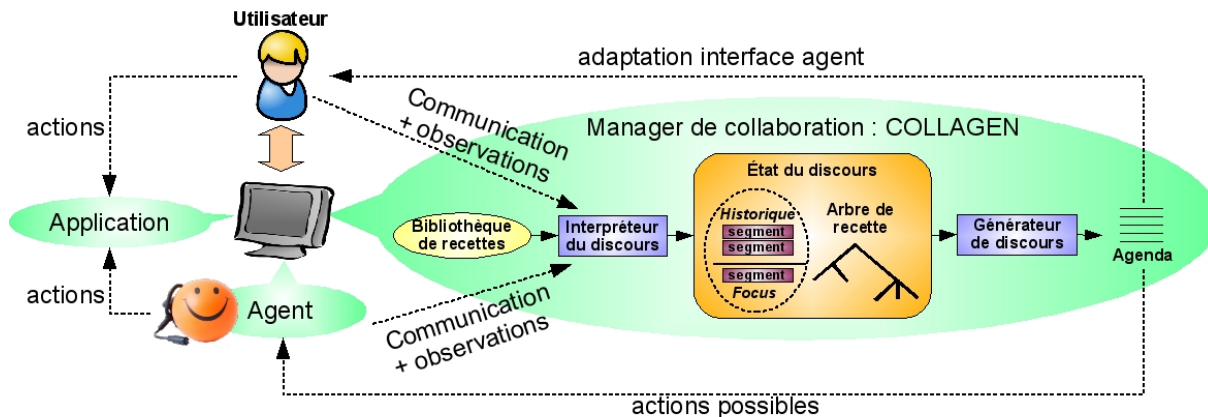 Utilisateur
adaptation interface agent
actions
Communication
+ observations
Manager de collaboration : COLLAGEN
État du discours
Application
Bibliothèque
de recettes
Interpréteur
du discours
Historique
segment
segment
segment
Focus
Arbre de
recette
Générateur
de discours
Agenda
actions
Agent
Communication
+ observations
actions possibles